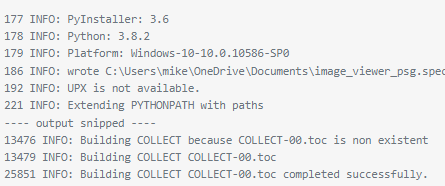 177 INFO: PyInstaller: 3.6
178 INFO: Python: 3.8.2
179 INFO: Platform: Windows-10-10.0.10586-SP0
186 INFO: wrote C:\Users\mike\OneDrive\Documents\image_viewer_psg.spec
192 INFO: UPX is not available.
221 INFO: Extending PYTHONPATH with paths
---- output snipped ----
13476 INFO: Building COLLECT because COLLECT-00.toc is non existent
13479 INFO: Building COLLECT COLLECT-00.toc
25851 INFO: Building COLLECT COLLECT-00.toc completed successfully.